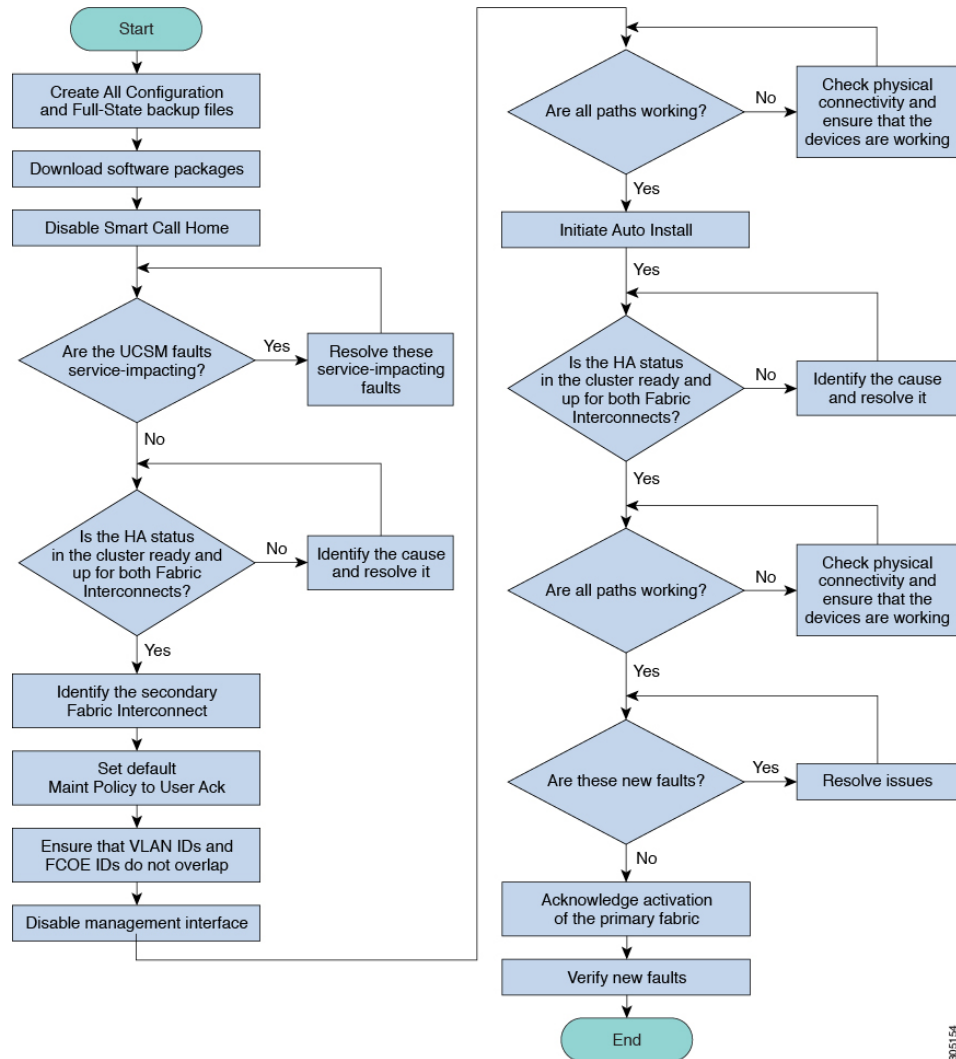 Start
Create All Configuration
and Full-State backup files
Download software packages
Disable Smart Call Home
Are the UCSM faults
service-impacting?
Yes
Resolve these
service-impacting
faults
No
Is the HA status
in the cluster ready and
up for both Fabric
Interconnects?
No
Identify the cause
and resolve it
Yes
Identify the secondary
Fabric Interconnect
Set default
Maint Policy to User Ack
Ensure that VLAN IDs and
FCOE IDs do not overlap
Disable management interface
Are all paths working?
No
Check physical
connectivity and
ensure that the
devices are working
Yes
Initiate Auto Install
Yes
Is the HA status
in the cluster ready and
up for both Fabric
Interconnects?
No
Identify the cause
and resolve it
Yes
Are all paths working?
No
Check physical
connectivity and
ensure that the
devices are working
Yes
Are these new faults?
Yes
Resolve issues
No
Acknowledge activation
of the primary fabric
Verify new faults
End
305154